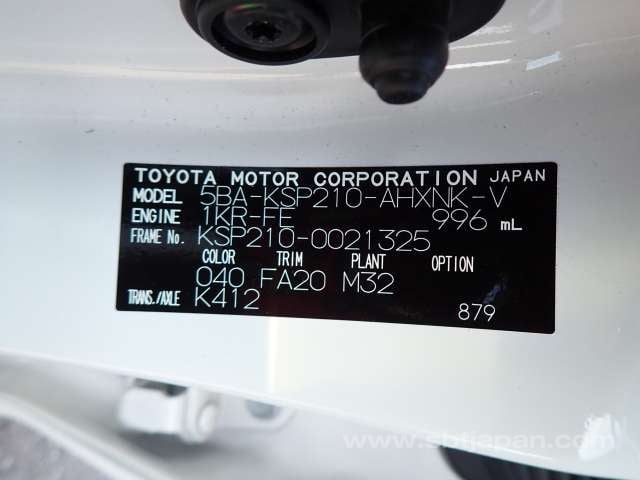 TOYOTA MOTOR CORPORATION JAPAN
MODEL 5BA-KSP210-AHXNK-V
ENGINE 1KR-FE 996 mL
FRAME No. KSP210-0021325
COLOR TRIM PLANT OPTION
040 FA20 M32
TRANS./AXLE K412
879
www.sbtjapan.com